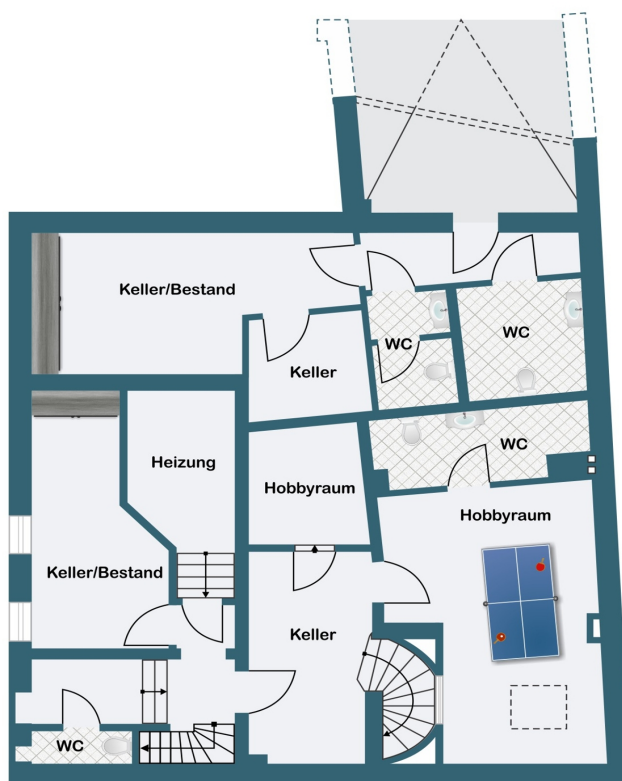 Keller/Bestand
WC
WC
Keller
WC
Heizung
Hobbyraum
Hobbyraum
Keller/Bestand
Keller
WC